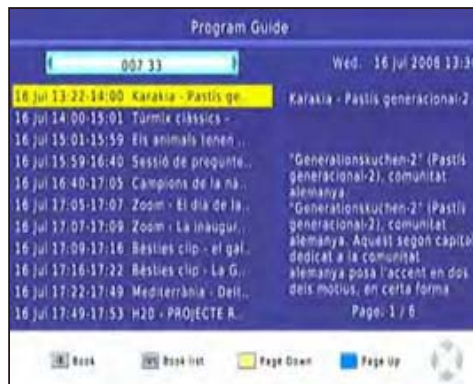 Program Guide
007 33
Wed. 16 Jul 2008 13:3
16 Jul 13:22-14:00 Karakia - Pastís ge..
16 Jul 14:00-15:01 Túrmix clàssics -
16 Jul 15:01-15:59 Els animals tenen ..
16 Jul 15:59-16:40 Sessió de pregunte..
16 Jul 16:40-17:05 Campions de la na..
16 Jul 17:05-17:07 Zoom - El dia de la..
16 Jul 17:07-17:09 Zoom - La inaugur..
16 Jul 17:09-17:16 Bèsties clip - el gal..
16 Jul 17:16-17:22 Bèsties clip - La G..
16 Jul 17:22-17:49 Mediterrània - Delt..
16 Jul 17:49-17:53 H2O - PROJECTE R..
Karakia - Pastís generacional-2
"Generationskuchen-2" (Pastís
generacional-2), comunitat
alemanya
"Generationskuchen-2" (Pastís
generacional-2), comunitat
alemanya. Aquest segon capíto
dedicat a la comunitat
alemanya posa l'accent en dos
dels motius, en certa forma
Page: 1 / 6
Book
Book list
Page Down
Page Up